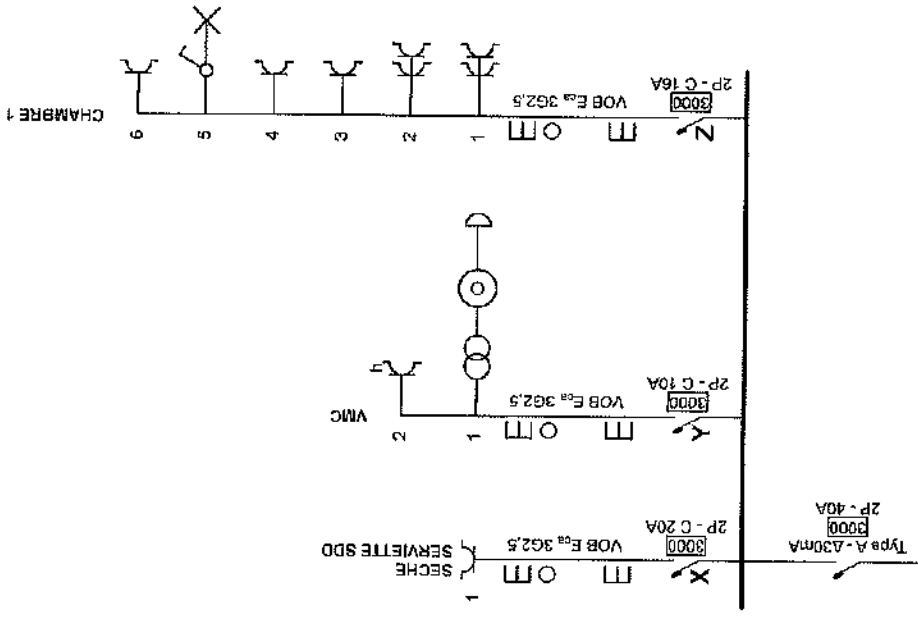 Type A - Δ30mA
3000
2P - 40A
X
3000
2P - C 20A
VOB Eca 3G2,5
1
SECHE
SERVIETTE SDD
Y
3000
2P - C 10A
VOB Eca 3G2,5
1
2
h
VMC
Z
3000
2P - C 16A
VOB Eca 3G2,5
1
2
3
4
5
6
CHAMBRE 1